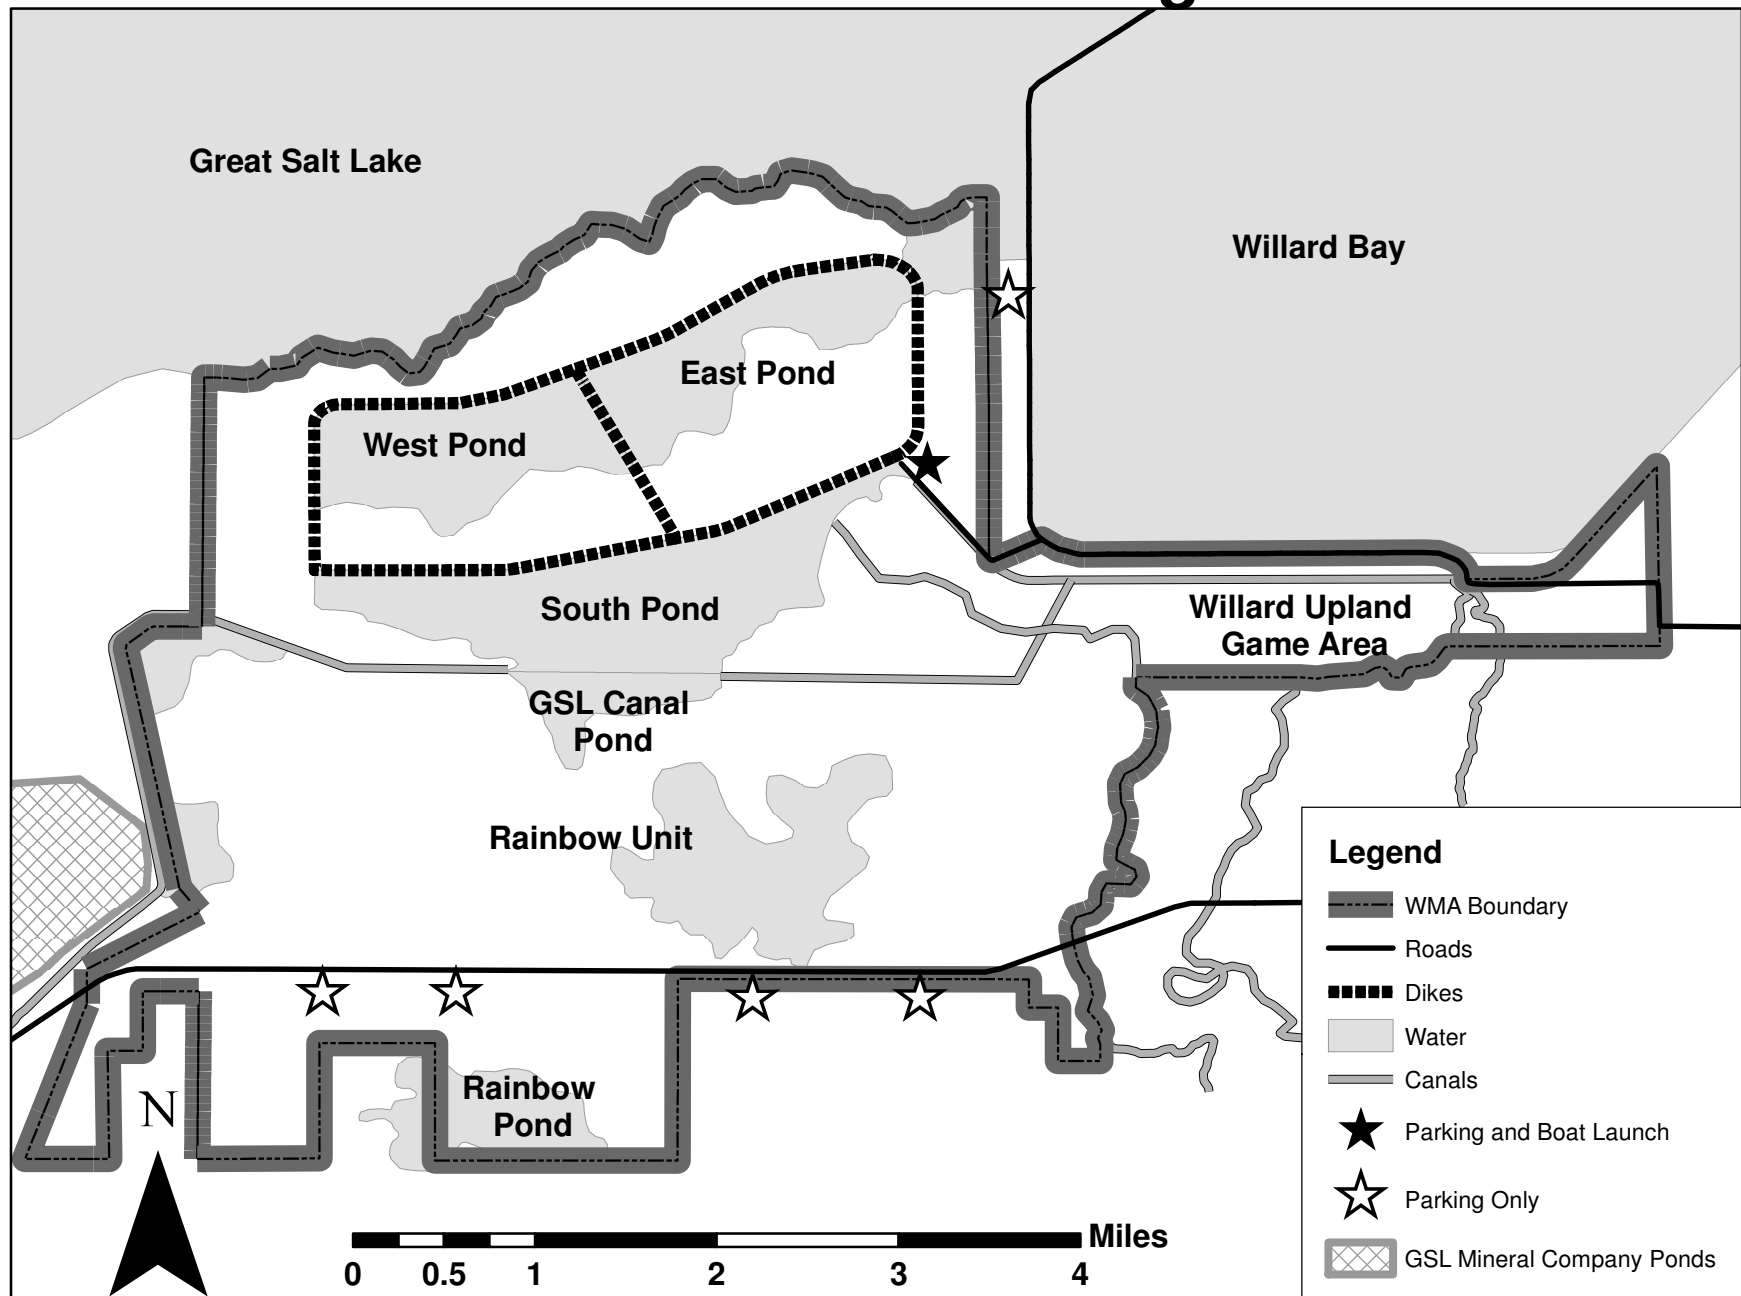 Great Salt Lake
Willard Bay
East Pond
West Pond
South Pond
Willard Upland
Game Area
GSL Canal
Pond
Rainbow Unit
Rainbow
Pond
N
0 0.5 1 2 3 4 Miles
Legend
WMA Boundary
Roads
Dikes
Water
Canals
Parking and Boat Launch
Parking Only
GSL Mineral Company Ponds